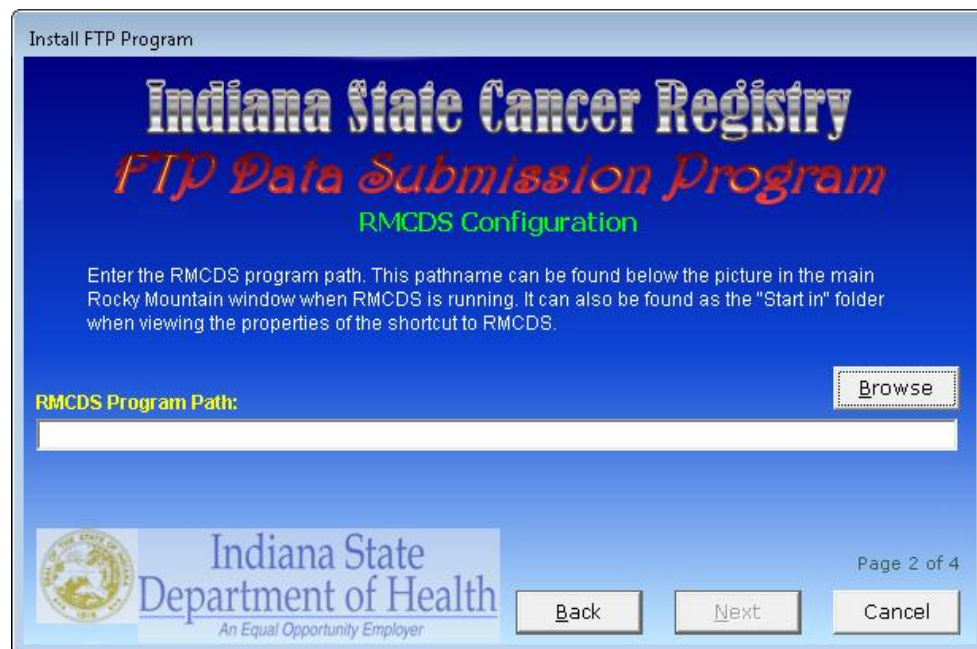 Install FTP Program
Indiana State Cancer Registry
FTP Data Submission Program
RMCDS Configuration
Enter the RMCDS program path. This pathname can be found below the picture in the main
Rocky Mountain window when RMCDS is running. It can also be found as the "Start in" folder
when viewing the properties of the shortcut to RMCDS.
Browse
RMCDS Program Path:
Indiana State
Department of Health
An Equal Opportunity Employer
Page 2 of 4
Back
Next
Cancel